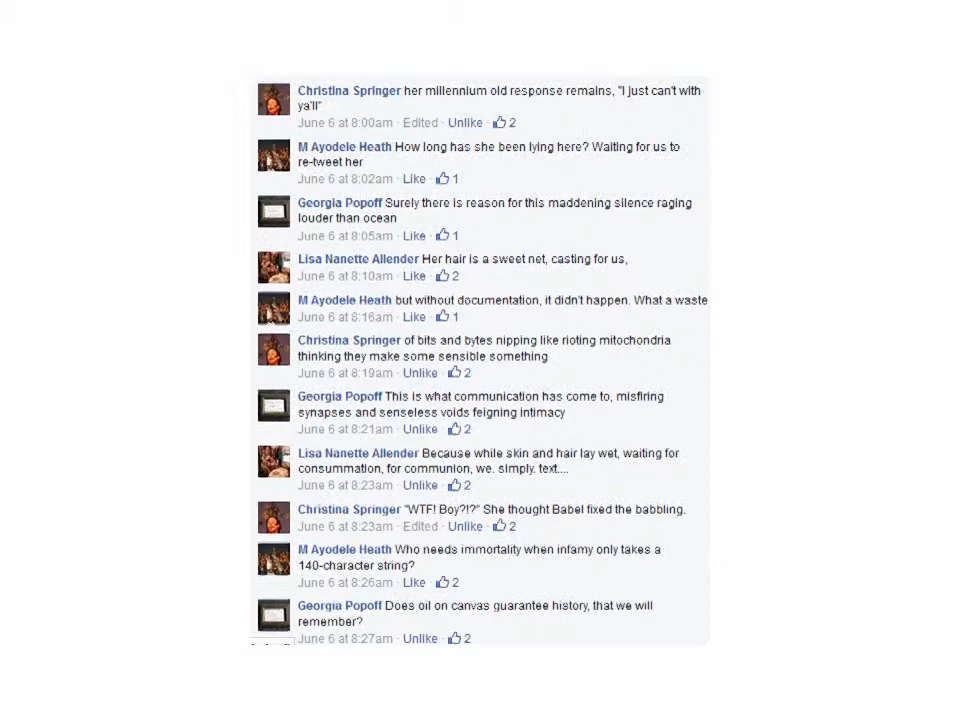 Christina Springer her millennium old response remains, "I just can't with
ya'll"
June 6 at 8:00am · Edited · Unlike · 2
M Ayodele Heath How long has she been lying here? Waiting for us to
re-tweet her
June 6 at 8:02am · Like · 1
Georgia Popoff Surely there is reason for this maddening silence raging
louder than ocean
June 6 at 8:05am · Like · 1
Lisa Nanette Allender Her hair is a sweet net, casting for us,
June 6 at 8:10am · Like · 2
M Ayodele Heath but without documentation, it didn't happen. What a waste
June 6 at 8:16am · Like · 1
Christina Springer of bits and bytes nipping like rioting mitochondria
thinking they make some sensible something
June 6 at 8:19am · Unlike · 2
Georgia Popoff This is what communication has come to, misfiring
synapses and senseless voids feigning intimacy
June 6 at 8:21am · Unlike · 2
Lisa Nanette Allender Because while skin and hair lay wet, waiting for
consummation, for communion, we. simply. text....
June 6 at 8:23am · Unlike · 2
Christina Springer "WTF! Boy?!?" She thought Babel fixed the babbling.
June 6 at 8:23am · Edited · Unlike · 2
M Ayodele Heath Who needs immortality when infamy only takes a
140-character string?
June 6 at 8:26am · Like · 2
Georgia Popoff Does oil on canvas guarantee history, that we will
remember?
June 6 at 8:27am · Unlike · 2